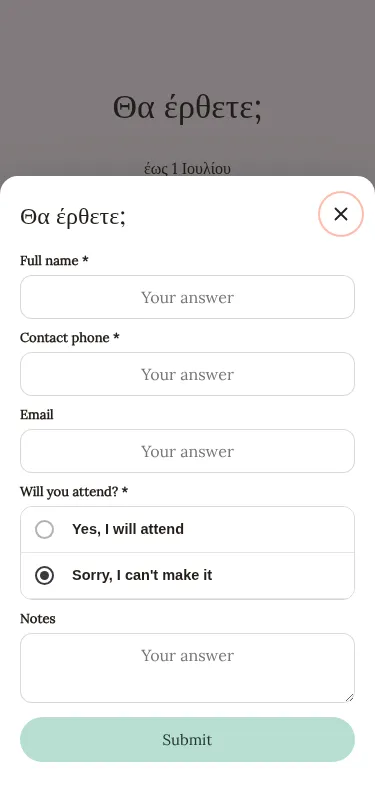 Θα έρθετε;
έως 1 Ιουλίου
Θα έρθετε;
Full name *
Your answer
Contact phone *
Your answer
Email
Your answer
Will you attend? *
Yes, I will attend
Sorry, I can't make it
Notes
Your answer
Submit